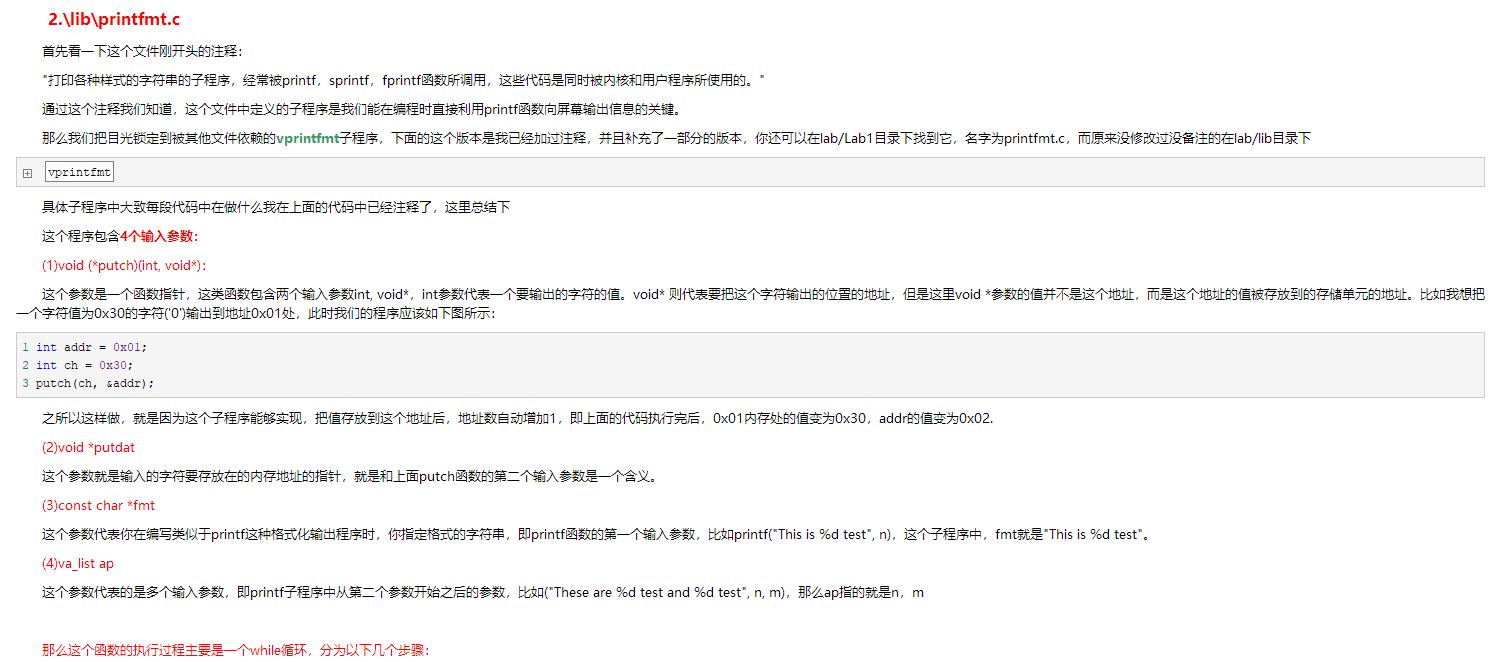 2.\lib\printfmt.c
首先看一下这个文件刚开头的注释：
"打印各种样式的字符串的子程序，经常被printf，sprintf，fprintf函数所调用，这些代码是同时被内核和用户程序所使用的。"
通过这个注释我们知道，这个文件中定义的子程序是我们能在编程时直接利用printf函数向屏幕输出信息的关键。
那么我们把目光锁定到被其他文件依赖的vprintfmt子程序，下面的这个版本是我已经加过注释，并且补充了一部分的版本，你还可以在lab/Lab1目录下找到它，名字为printfmt.c，而原来没修改过没备注的在lab/lib目录下
vprintfmt
具体子程序中大致每段代码中在做什么我在上面的代码中已经注释了，这里总结下
这个程序包含4个输入参数：
(1)void (*putch)(int, void*)：
这个参数是一个函数指针，这类函数包含两个输入参数int, void*，int参数代表一个要输出的字符的值。void* 则代表要把这个字符输出的位置的地址，但是这里void *参数的值并不是这个地址，而是这个地址的值被存放到的存储单元的地址。比如我想把
一个字符值为0x30的字符('0')输出到地址0x01处，此时我们的程序应该如下图所示：
1 int addr = 0x01;
2 int ch = 0x30;
3 putch(ch, &addr);
之所以这样做，就是因为这个子程序能够实现，把值存放到这个地址后，地址数自动增加1，即上面的代码执行完后，0x01内存处的值变为0x30，addr的值变为0x02.
(2)void *putdat
这个参数就是输入的字符要存放在的内存地址的指针，就是和上面putch函数的第二个输入参数是一个含义。
(3)const char *fmt
这个参数代表你在编写类似于printf这种格式化输出程序时，你指定格式的字符串，即printf函数的第一个输入参数，比如printf("This is %d test", n)，这个子程序中，fmt就是"This is %d test"。
(4)va_list ap
这个参数代表的是多个输入参数，即printf子程序中从第二个参数开始之后的参数，比如("These are %d test and %d test", n, m)，那么ap指的就是n，m
那么这个函数的执行过程主要是一个while循环，分为以下几个步骤：